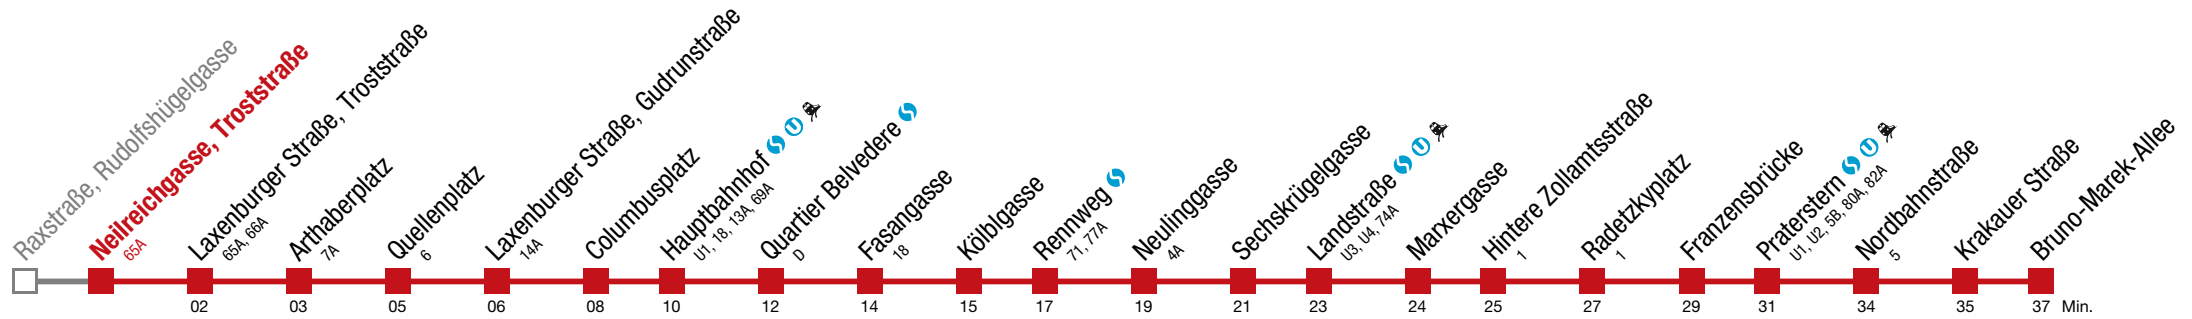 Raxstraße, Rudolfshügelgasse
Neilreichgasse, Troststraße
65A
Laxenburger Straße, Troststraße
65A, 66A
Arthaberplatz
7A
Quellenplatz
6
Laxenburger Straße, Gudrunstraße
14A
Columbusplatz
Hauptbahnhof S U
U1, 18, 13A, 69A
Quartier Belvedere S
D
Fasangasse
18
Kölblgasse
Rennweg S
71, 77A
Neulinggasse
4A
Sechskrügelgasse
Landstraße S U
U3, U4, 74A
Marxergasse
Hintere Zollamtsstraße
1
Radetzkyplatz
1
Franzensbrücke
Praterstern S U
U1, U2, 5B, 80A, 82A
Nordbahnstraße
5
Krakauer Straße
Bruno-Marek-Allee
02 03 05 06 08 10 12 14 15 17 19 21 23 24 25 27 29 31 34 35 37 Min.